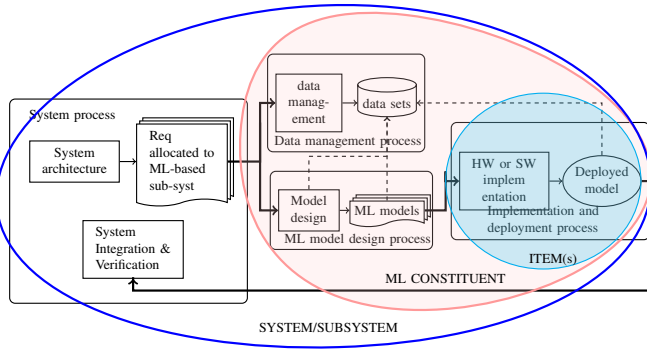 System process
System
architecture
Req
allocated to
ML-based
sub-syst
System
Integration &
Verification
data
manag-
ement
data sets
Data management process
Model
design
ML models
ML model design process
HW or SW
implem
entation
Deployed
model
Implementation and
deployment process
ITEM(s)
ML CONSTITUENT
SYSTEM/SUBSYSTEM